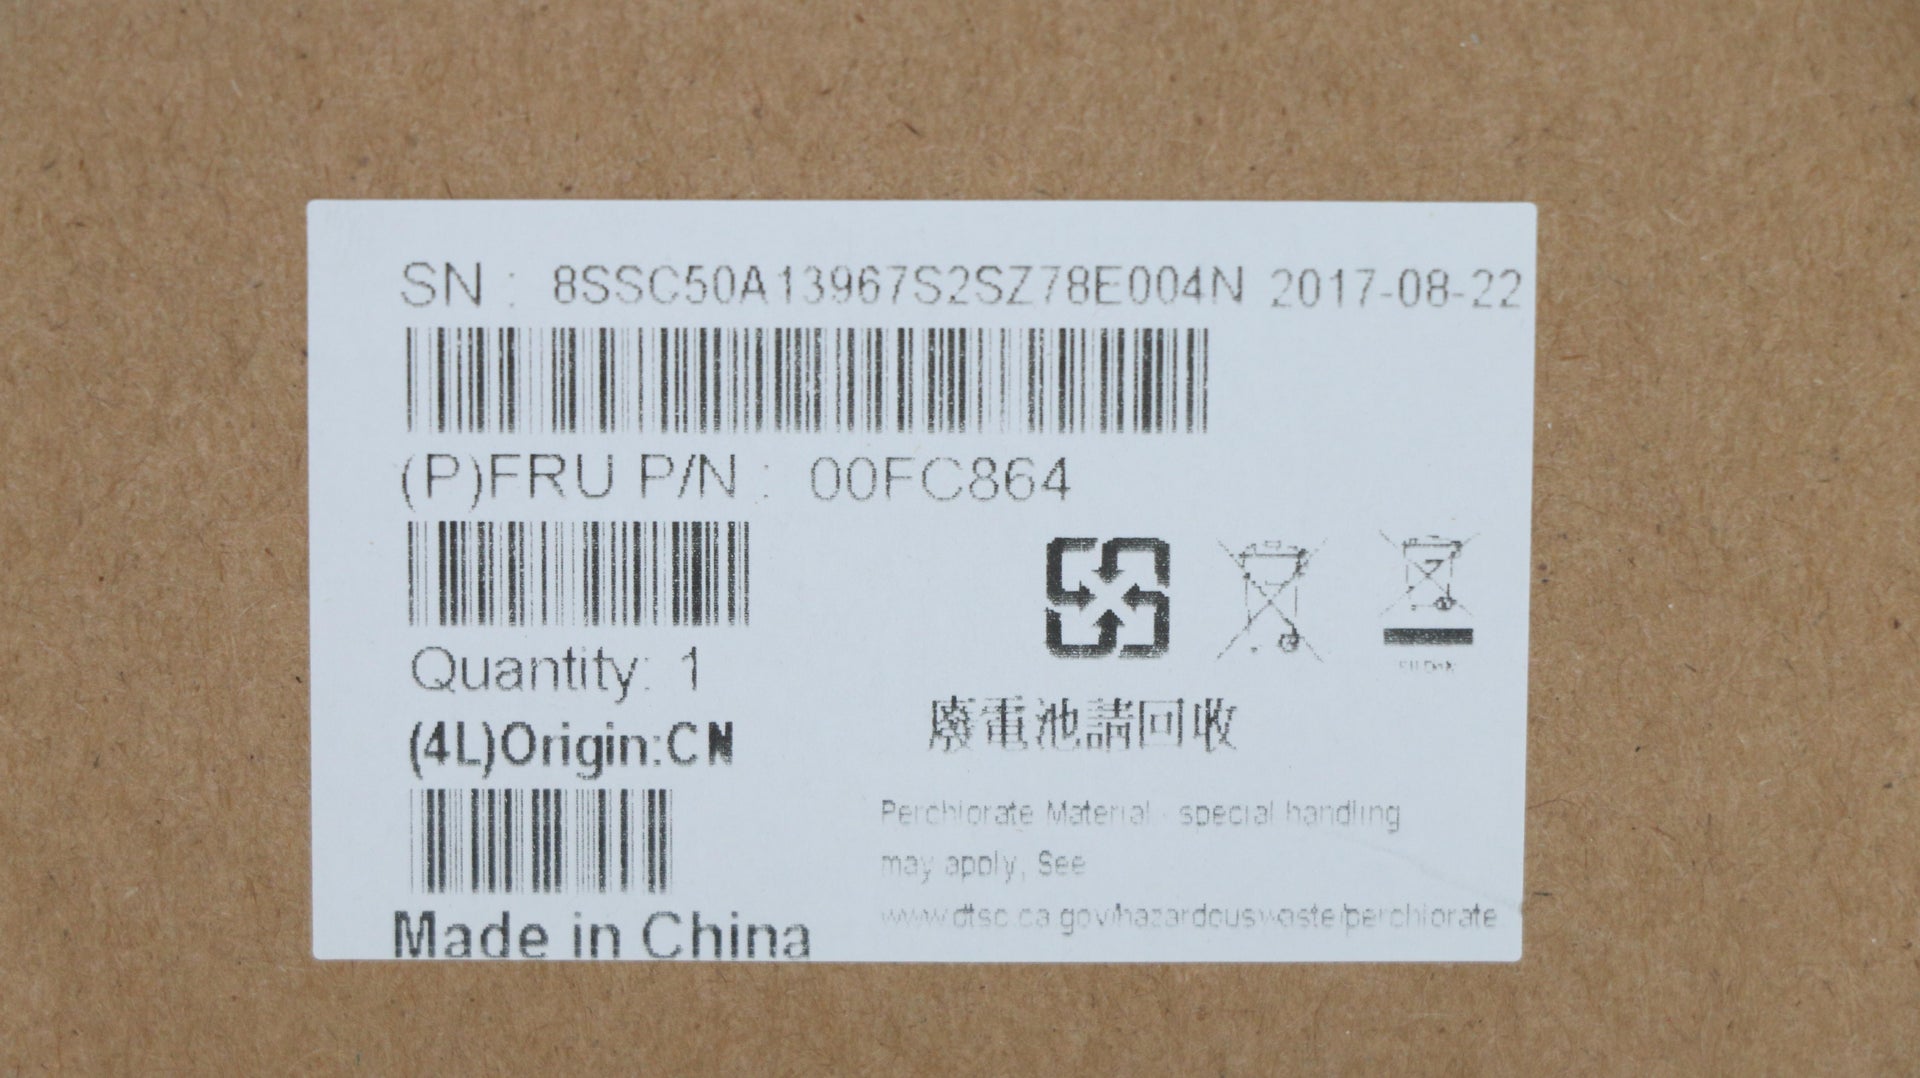 SN : 8SSC50A13967S2SZ78E004N 2017-08-22
(P)FRU P/N : 00FC864
Quantity: 1
(4L)Origin:CN
Made in China
廢電池請回收
Perchlorate Material - special handling
may apply, See
www.dtsc.ca.gov/hazardouswaste/perchlorate